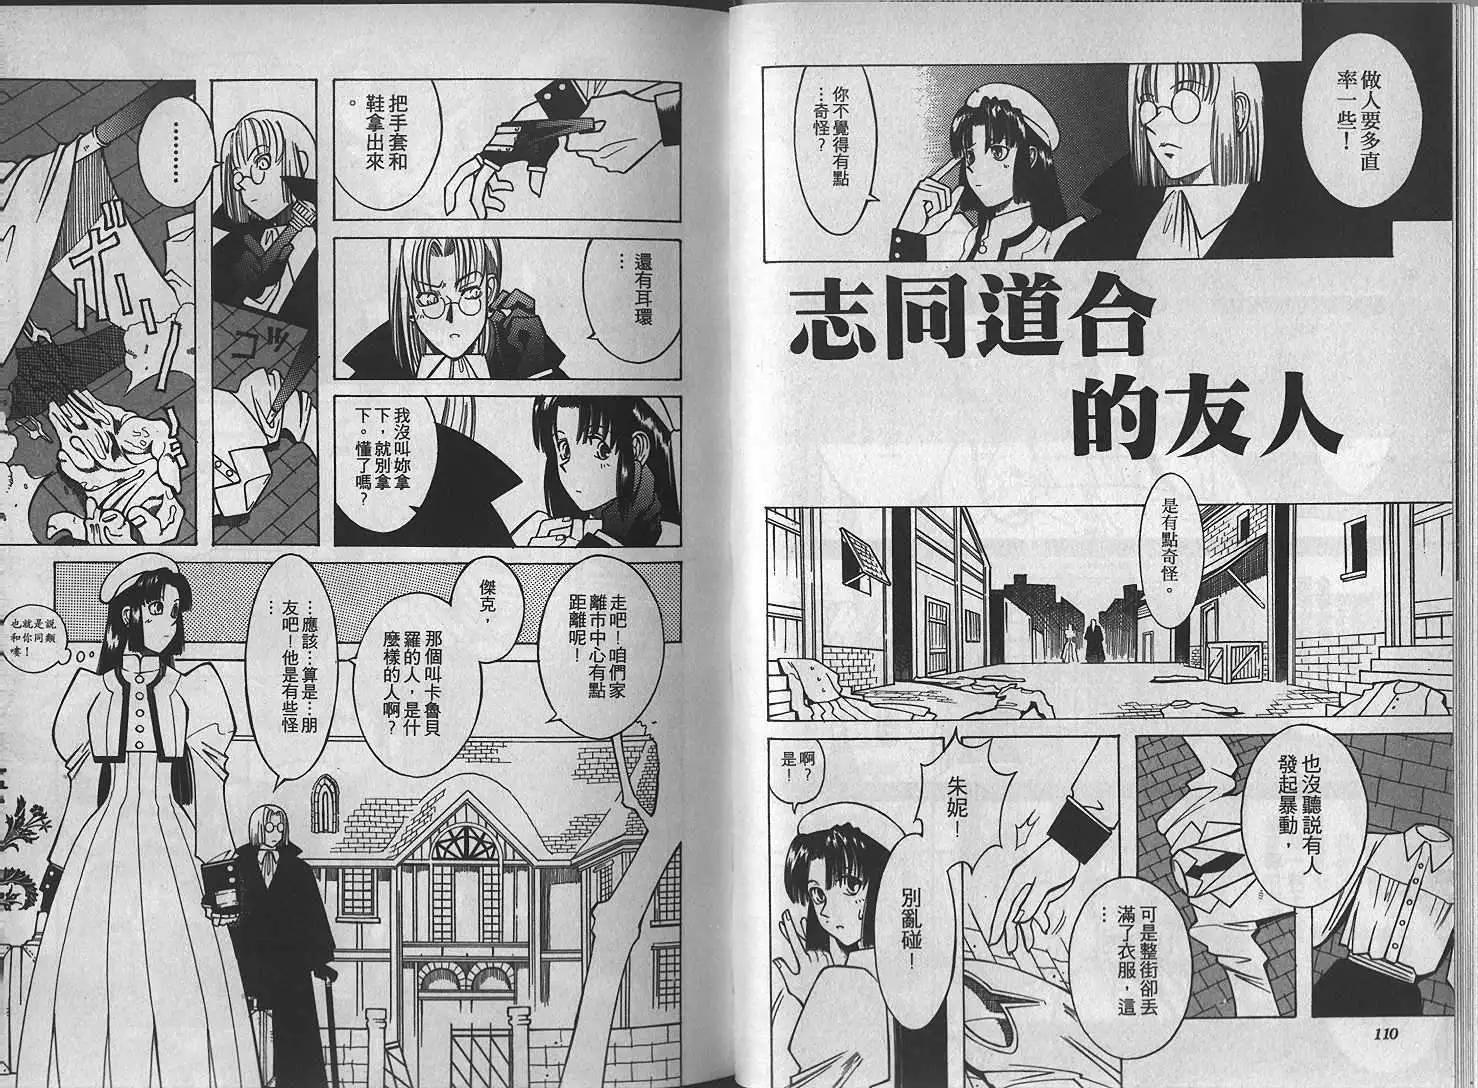 做人要多直
率一些！
你不覺得有點
…奇怪？
志同道合
的友人
是有點奇怪。
也沒聽説有人
發起暴動，
可是整街卻丟
滿了衣服，這
…
朱妮！
別亂碰！
啊？
是！
110
把手套和
鞋拿出來
。
還有耳環
…
我沒叫妳拿
下，就別拿
下。懂了嗎？
………
コッ
ボホッ
走吧！咱們家
離市中心有點
距離呢！
傑克，
那個叫卡魯貝
羅的人，是什
麼樣的人啊？
…應該…算是…朋
友吧！他是有些怪
…
也就是説
和你同類
嘍！